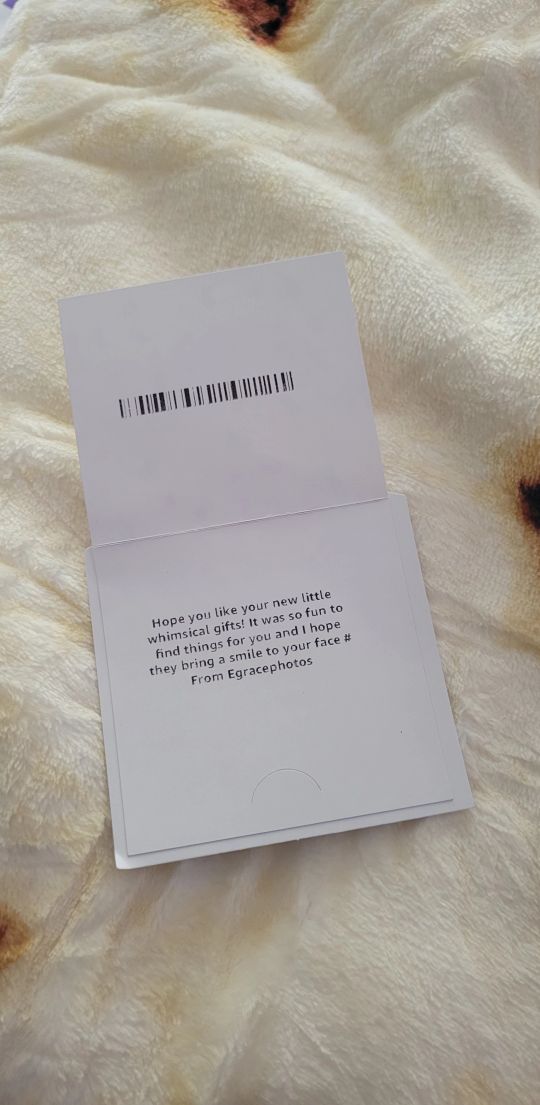 Hope you like your new little
whimsical gifts! It was so fun to
find things for you and I hope
they bring a smile to your face #
From Egracephotos